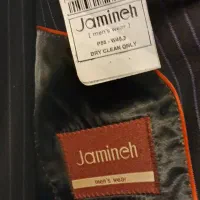 Jamineh
[ men's wear ]
DRY CLEAN ONLY
Jamineh
men's wear